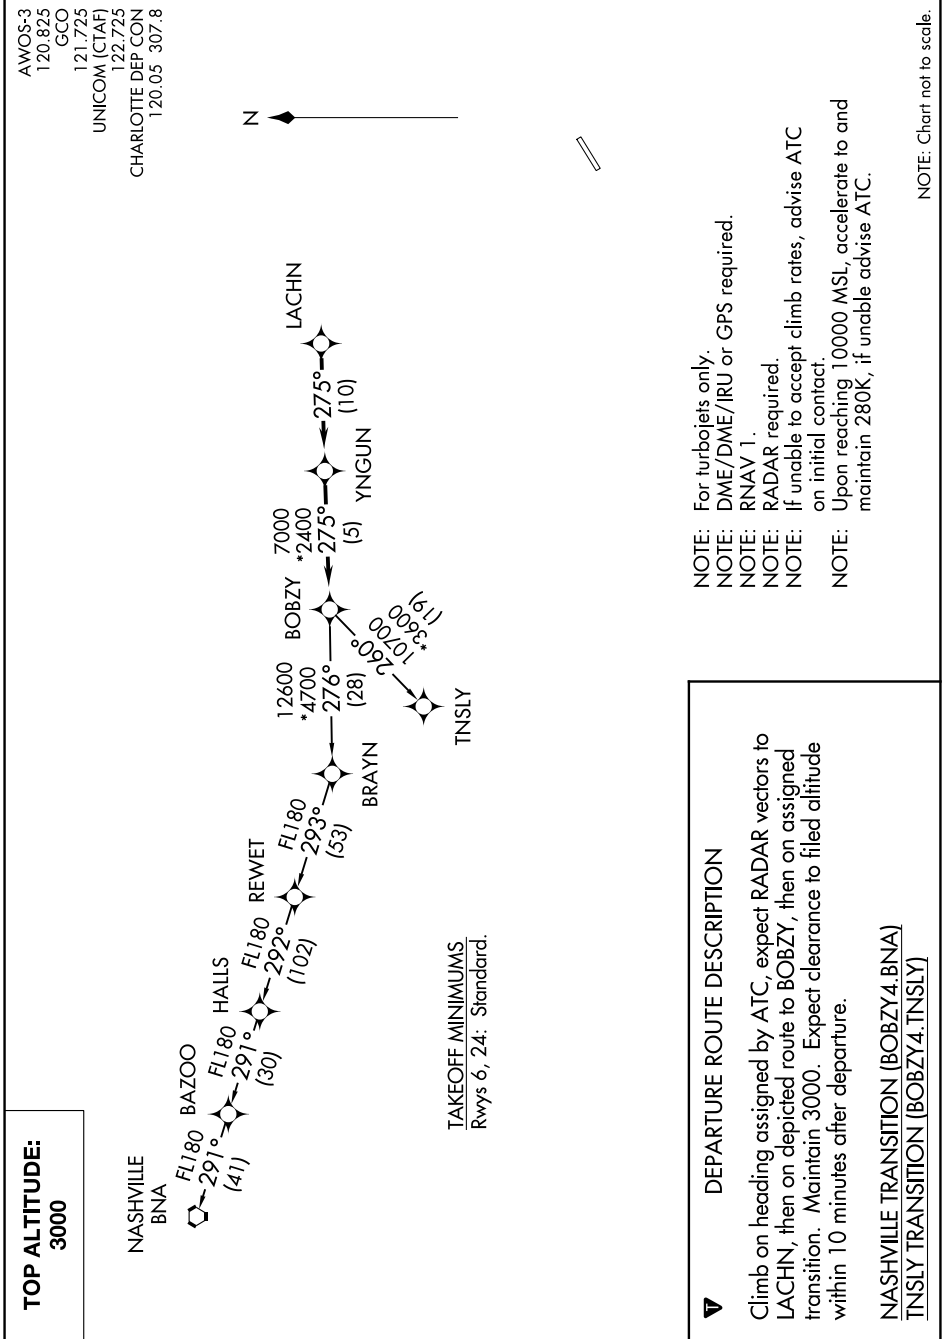 TOP ALTITUDE:
3000
AWOS-3
120.825
GCO
121.725
UNICOM (CTAF)
122.725
CHARLOTTE DEP CON
120.05 307.8
N
NASHVILLE
BNA
FL180
291°
(41)
BAZOO
FL180
291°
(30)
HALLS
FL180
292°
(102)
REWET
FL180
293°
(53)
BRAYN
12600
*4700
276°
(28)
BOBZY
7000
*2400
275°
(5)
YNGUN
275°
(10)
LACHN
260°
10700
*3600
(19)
TNSLY
TAKEOFF MINIMUMS
Rwys 6, 24: Standard.
NOTE: For turbojets only.
NOTE: DME/DME/IRU or GPS required.
NOTE: RNAV 1.
NOTE: RADAR required.
NOTE: If unable to accept climb rates, advise ATC
on initial contact.
NOTE: Upon reaching 10000 MSL, accelerate to and
maintain 280K, if unable advise ATC.
NOTE: Chart not to scale.
T
DEPARTURE ROUTE DESCRIPTION
Climb on heading assigned by ATC, expect RADAR vectors to
LACHN, then on depicted route to BOBZY, then on assigned
transition. Maintain 3000. Expect clearance to filed altitude
within 10 minutes after departure.
NASHVILLE TRANSITION (BOBZY4.BNA)
TNSLY TRANSITION (BOBZY4.TNSLY)